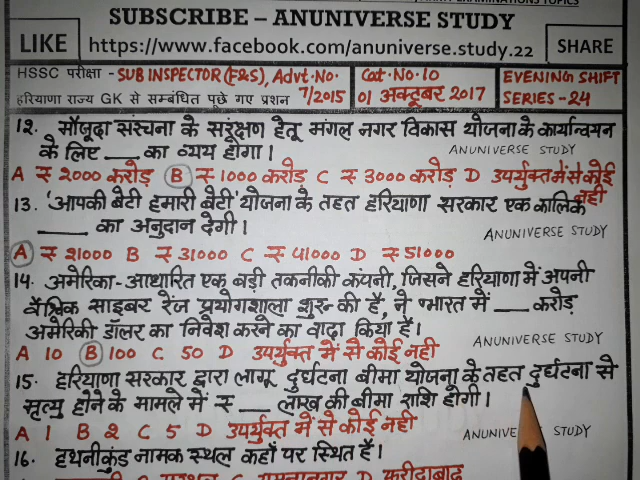 SUBSCRIBE – ANUNIVERSE STUDY
LIKE
https://www.facebook.com/anuniverse.study.22
SHARE
HSSC परीक्षा - SUB INSPECTOR (F&S), Advt. No. 7/2015
हरियाणा राज्य GK से सम्बंधित पूछे गए प्रश्न
Cat. No. 10
01 अक्टूबर 2017
EVENING SHIFT
SERIES - 24
12. मौजूदा संरचना के संरक्षण हेतू मंगल नगर विकास योजना के कार्यान्वयन
के लिए ___ का व्यय होगा।
ANUNIVERSE STUDY
A ₹ 2000 करोड़ B ₹ 1000 करोड़ C ₹ 3000 करोड़ D उपर्युक्त में से कोई नही
13. 'आपकी बेटी हमारी बेटी' योजना के तहत हरियाणा सरकार एक कालिक
____ का अनुदान देगी।
ANUNIVERSE STUDY
A ₹ 21000 B ₹ 31000 C ₹ 41000 D ₹ 51000
14. अमेरिका-आधारित एक बड़ी तकनीकी कंपनी, जिसने हरियाणा में अपनी
वैश्विक साइबर रेंज प्रयोगशाला शुरू की है, ने भारत में ___ करोड़
अमेरिकी डॉलर का निवेश करने का वादा किया है।
ANUNIVERSE STUDY
A 10 B 100 C 50 D उपर्युक्त में से कोई नही
15. हरियाणा सरकार द्वारा लागू दुर्घटना बीमा योजना के तहत दुर्घटना से
मृत्यु होने के मामले में ₹ ___ लाख की बीमा राशि होगी।
A 1 B 2 C 5 D उपर्युक्त में से कोई नही
ANUNIVE STUDY
16. हथनीकुंड नामक स्थल कहाँ पर स्थित है।
C यमुनानगर D फरीदाबाद